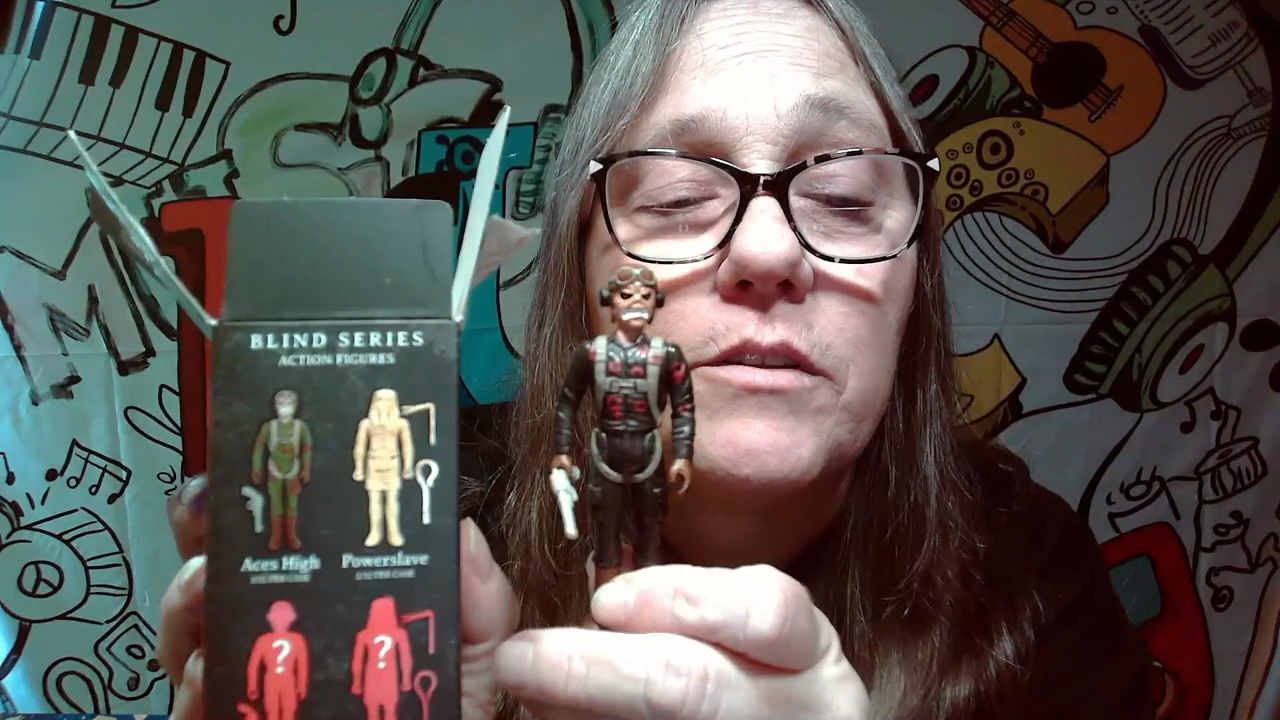 BLIND SERIES
ACTION FIGURES
Aces High
Powerslave
?
?